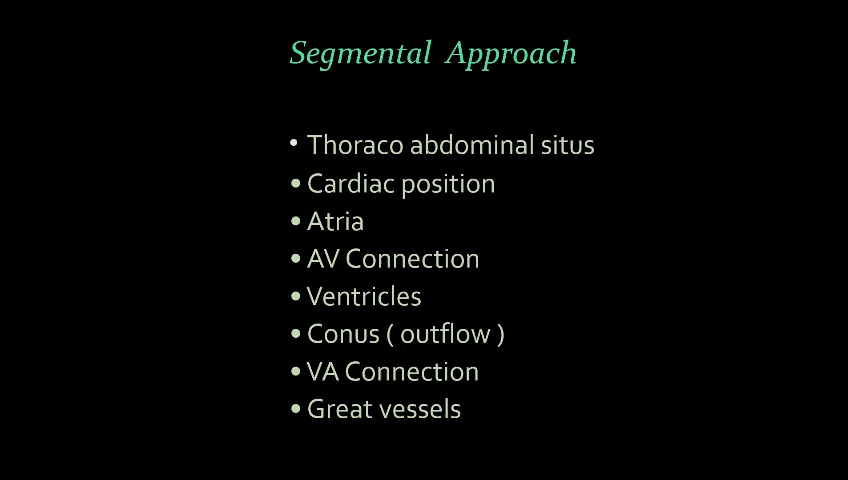 Segmental Approach
• Thoraco abdominal situs
• Cardiac position
• Atria
• AV Connection
• Ventricles
• Conus ( outflow )
• VA Connection
• Great vessels